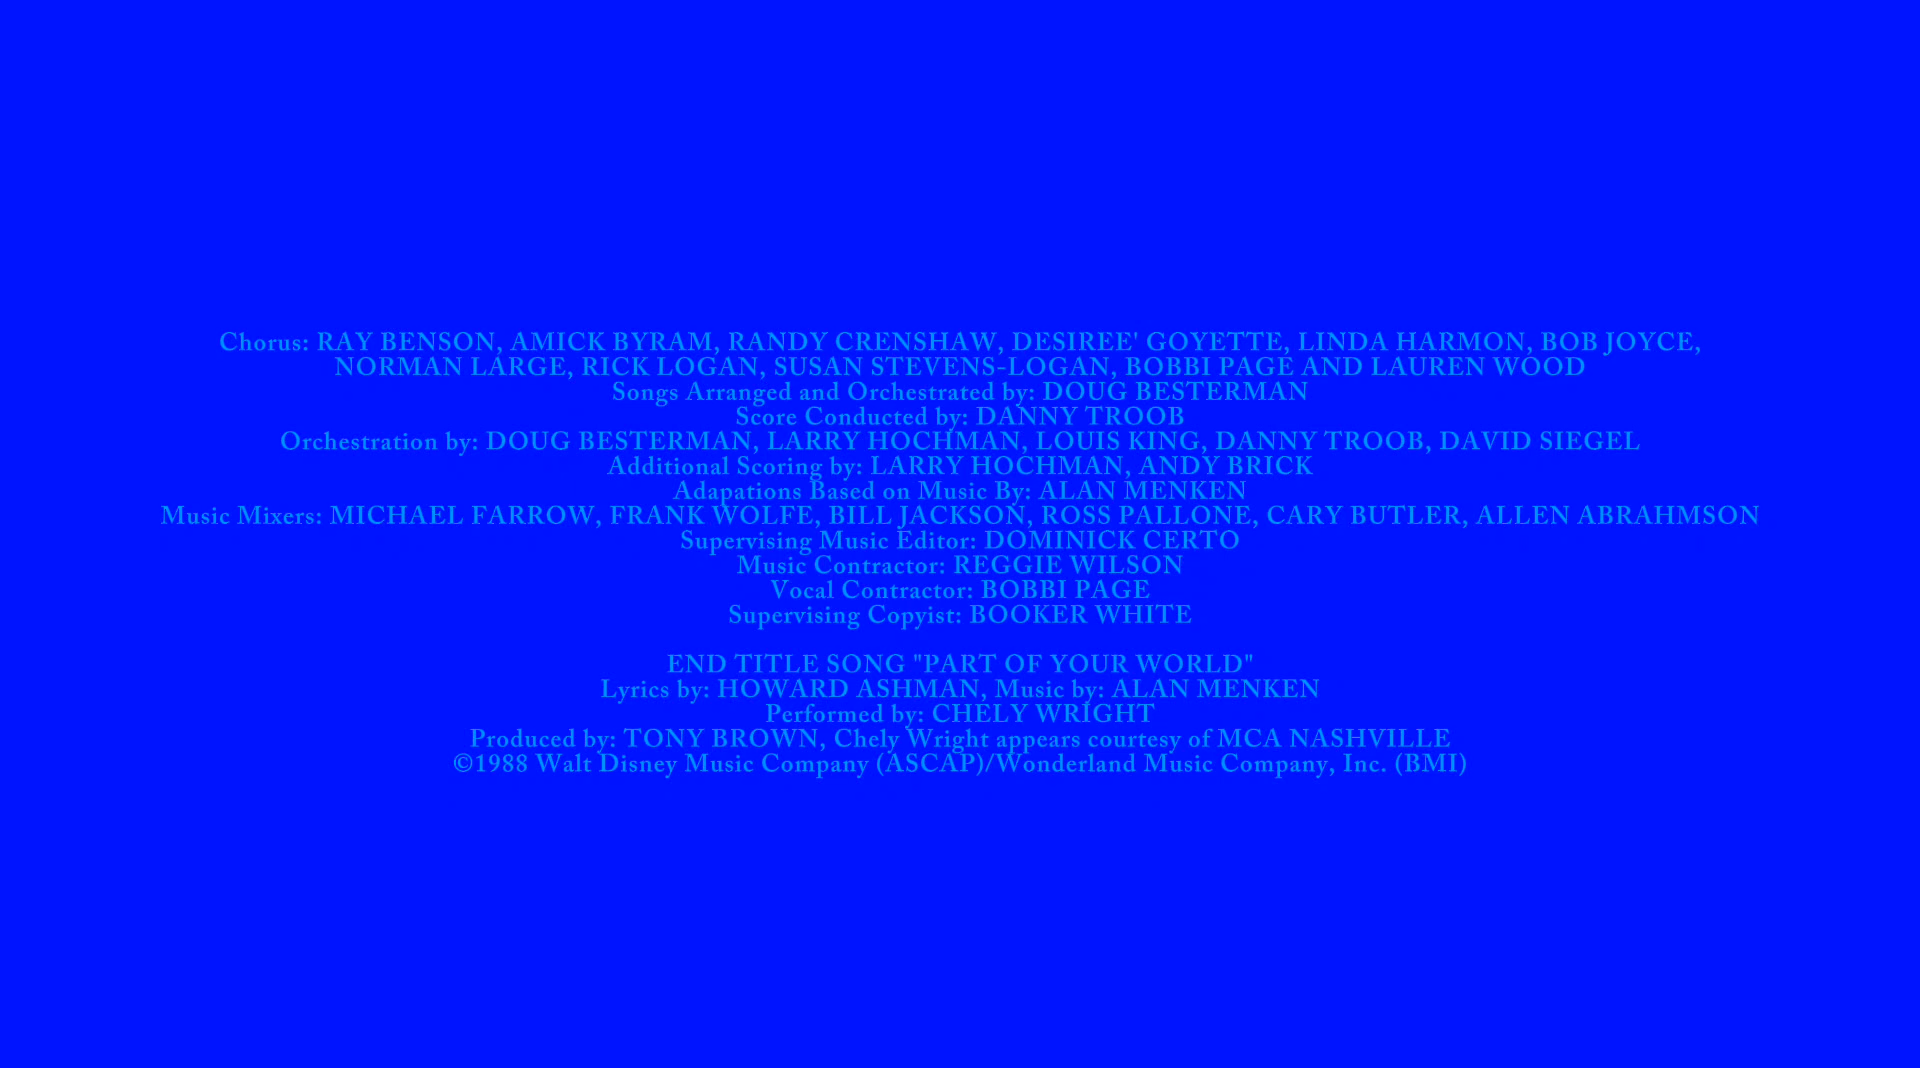 Chorus: RAY BENSON, AMICK BYRAM, RANDY CRENSHAW, DESIREE' GOYETTE, LINDA HARMON, BOB JOYCE,
NORMAN LARGE, RICK LOGAN, SUSAN STEVENS-LOGAN, BOBBI PAGE AND LAUREN WOOD
Songs Arranged and Orchestrated by: DOUG BESTERMAN
Score Conducted by: DANNY TROOB
Orchestration by: DOUG BESTERMAN, LARRY HOCHMAN, LOUIS KING, DANNY TROOB, DAVID SIEGEL
Additional Scoring by: LARRY HOCHMAN, ANDY BRICK
Adapations Based on Music By: ALAN MENKEN
Music Mixers: MICHAEL FARROW, FRANK WOLFE, BILL JACKSON, ROSS PALLONE, CARY BUTLER, ALLEN ABRAHMSON
Supervising Music Editor: DOMINICK CERTO
Music Contractor: REGGIE WILSON
Vocal Contractor: BOBBI PAGE
Supervising Copyist: BOOKER WHITE
END TITLE SONG "PART OF YOUR WORLD"
Lyrics by: HOWARD ASHMAN, Music by: ALAN MENKEN
Performed by: CHELY WRIGHT
Produced by: TONY BROWN, Chely Wright appears courtesy of MCA NASHVILLE
©1988 Walt Disney Music Company (ASCAP)/Wonderland Music Company, Inc. (BMI)